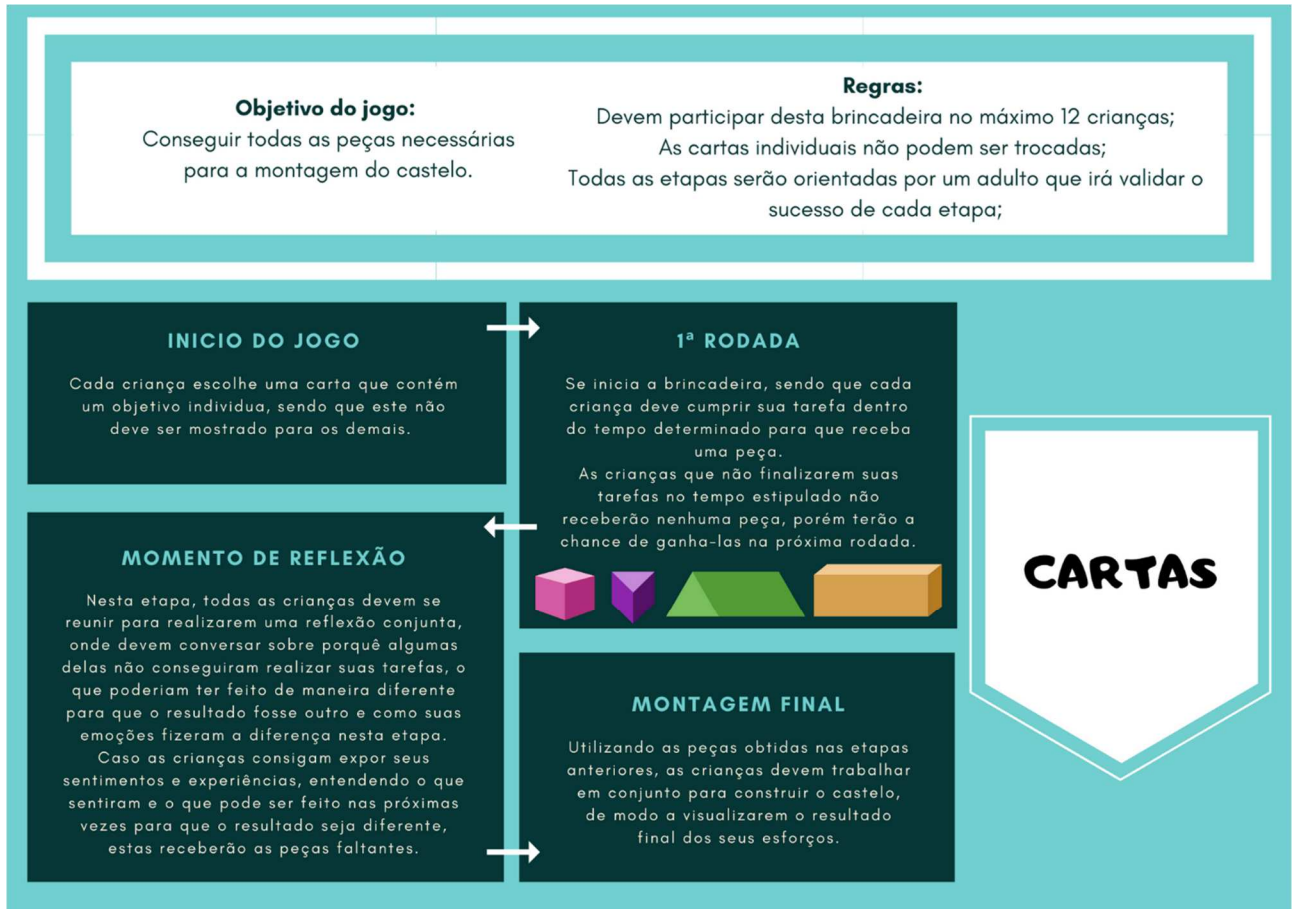 Objetivo do jogo:
Conseguir todas as peças necessárias
para a montagem do castelo.
Regras:
Devem participar desta brincadeira no máximo 12 crianças;
As cartas individuais não podem ser trocadas;
Todas as etapas serão orientadas por um adulto que irá validar o
sucesso de cada etapa;
INICIO DO JOGO
Cada criança escolhe uma carta que contém
um objetivo individua, sendo que este não
deve ser mostrado para os demais.
1ª RODADA
Se inicia a brincadeira, sendo que cada
criança deve cumprir sua tarefa dentro
do tempo determinado para que receba
uma peça.
As crianças que não finalizarem suas
tarefas no tempo estipulado não
receberão nenhuma peça, porém terão a
chance de ganha-las na próxima rodada.
MOMENTO DE REFLEXÃO
Nesta etapa, todas as crianças devem se
reunir para realizarem uma reflexão conjunta,
onde devem conversar sobre porquê algumas
delas não conseguiram realizar suas tarefas, o
que poderiam ter feito de maneira diferente
para que o resultado fosse outro e como suas
emoções fizeram a diferença nesta etapa.
Caso as crianças consigam expor seus
sentimentos e experiências, entendendo o que
sentiram e o que pode ser feito nas próximas
vezes para que o resultado seja diferente,
estas receberão as peças faltantes.
MONTAGEM FINAL
Utilizando as peças obtidas nas etapas
anteriores, as crianças devem trabalhar
em conjunto para construir o castelo,
de modo a visualizarem o resultado
final dos seus esforços.
CARTAS